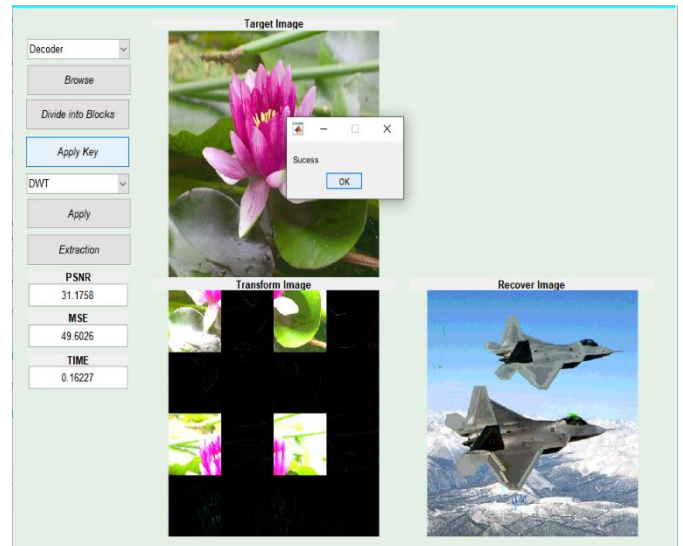 Target Image
Decoder
Browse
Divide into Blocks
Apply Key
DWT
Apply
Extraction
PSNR
31.1758
MSE
49.6026
TIME
0.16227
Sucess
OK
Transform Image
Recover Image